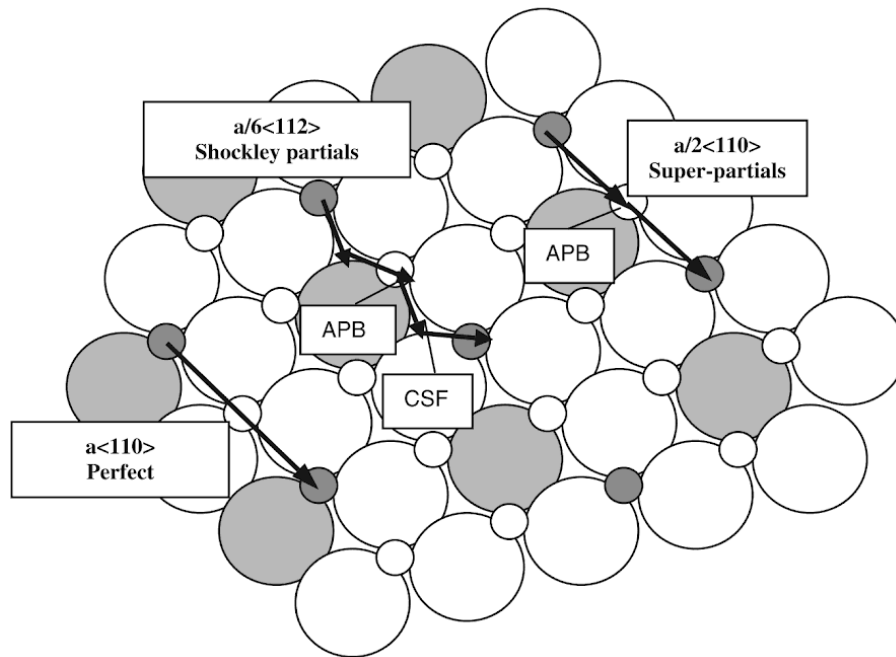 a/6<112>
Shockley partials
a/2<110>
Super-partials
APB
APB
CSF
a<110>
Perfect